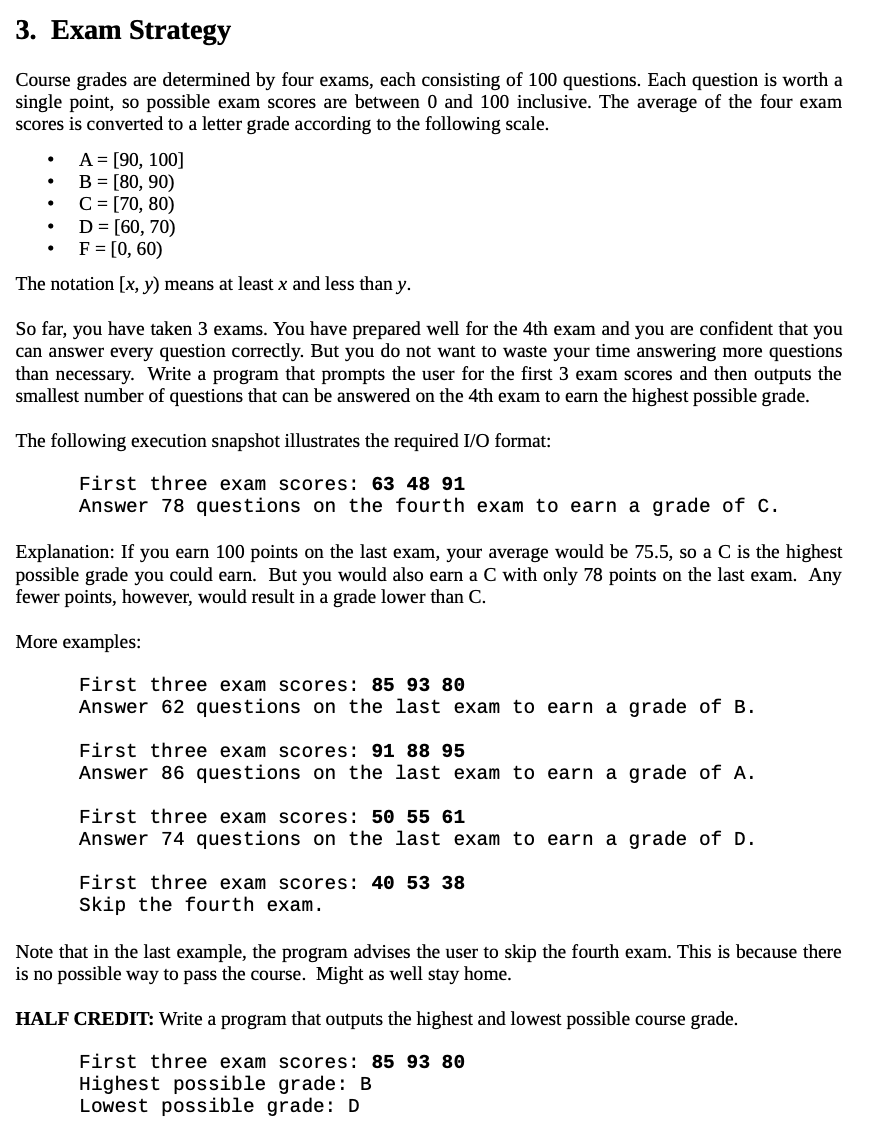 3. Exam Strategy
Course grades are determined by four exams, each consisting of 100 questions. Each question is worth a
single point, so possible exam scores are between 0 and 100 inclusive. The average of the four exam
scores is converted to a letter grade according to the following scale.
• A = [90, 100]
• B = [80, 90)
• C = [70, 80)
• D = [60, 70)
• F = [0, 60)
The notation [x, y) means at least x and less than y.
So far, you have taken 3 exams. You have prepared well for the 4th exam and you are confident that you
can answer every question correctly. But you do not want to waste your time answering more questions
than necessary. Write a program that prompts the user for the first 3 exam scores and then outputs the
smallest number of questions that can be answered on the 4th exam to earn the highest possible grade.
The following execution snapshot illustrates the required I/O format:
First three exam scores: 63 48 91
Answer 78 questions on the fourth exam to earn a grade of C.
Explanation: If you earn 100 points on the last exam, your average would be 75.5, so a C is the highest
possible grade you could earn. But you would also earn a C with only 78 points on the last exam. Any
fewer points, however, would result in a grade lower than C.
More examples:
First three exam scores: 85 93 80
Answer 62 questions on the last exam to earn a grade of B.
First three exam scores: 91 88 95
Answer 86 questions on the last exam to earn a grade of A.
First three exam scores: 50 55 61
Answer 74 questions on the last exam to earn a grade of D.
First three exam scores: 40 53 38
Skip the fourth exam.
Note that in the last example, the program advises the user to skip the fourth exam. This is because there
is no possible way to pass the course. Might as well stay home.
HALF CREDIT: Write a program that outputs the highest and lowest possible course grade.
First three exam scores: 85 93 80
Highest possible grade: B
Lowest possible grade: D